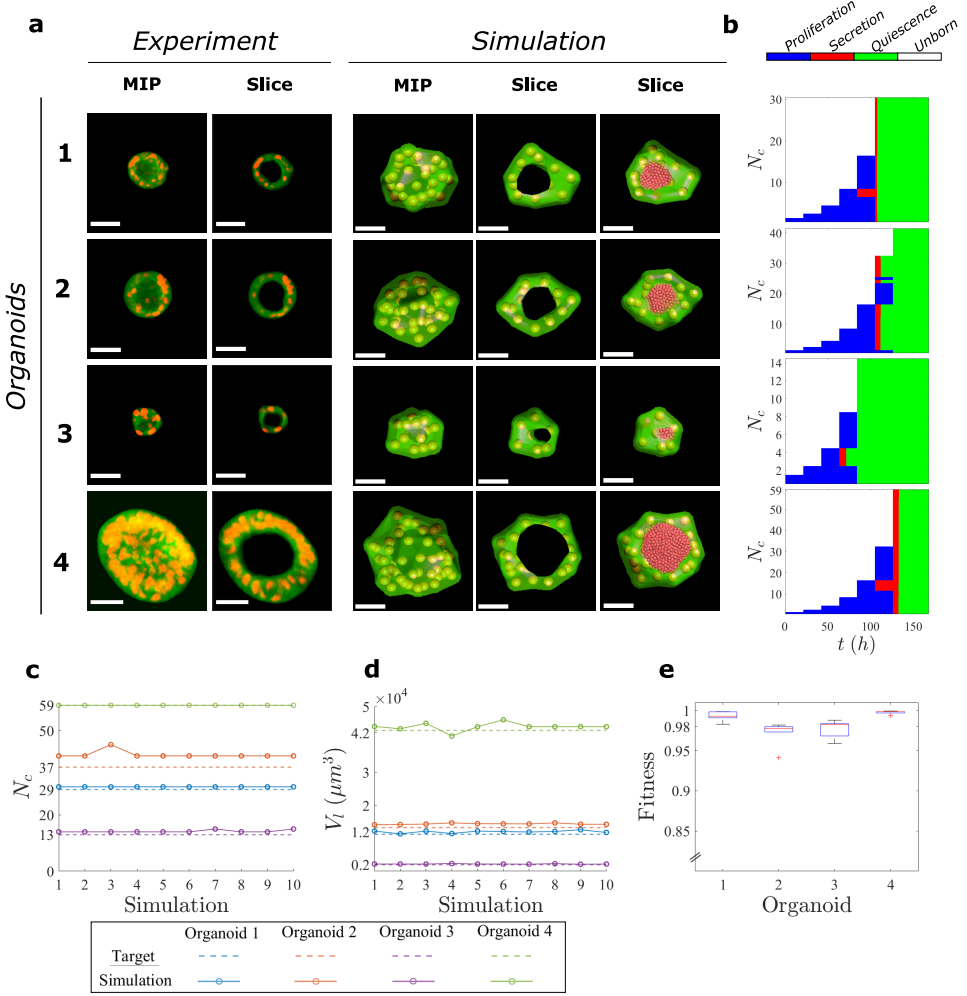 a
Experiment
Simulation
MIP
Slice
MIP
Slice
Slice
Organoids
1
2
3
4
b
Proliferation
Secretion
Quiescence
Unborn
30
20
10
N_c
40
30
20
10
N_c
14
12
10
8
6
4
2
N_c
59
50
40
30
20
10
N_c
0
50
100
150
t (h)
c
59
50
37
29
20
13
0
N_c
1 2 3 4 5 6 7 8 9 10
Simulation
d
×10^4
5
4.2
3
2
1.2
0.2
V_l (μm^3)
1 2 3 4 5 6 7 8 9 10
Simulation
e
1
0.98
0.95
0.9
0.85
Fitness
1 2 3 4
Organoid
Organoid 1 Organoid 2 Organoid 3 Organoid 4
Target
Simulation